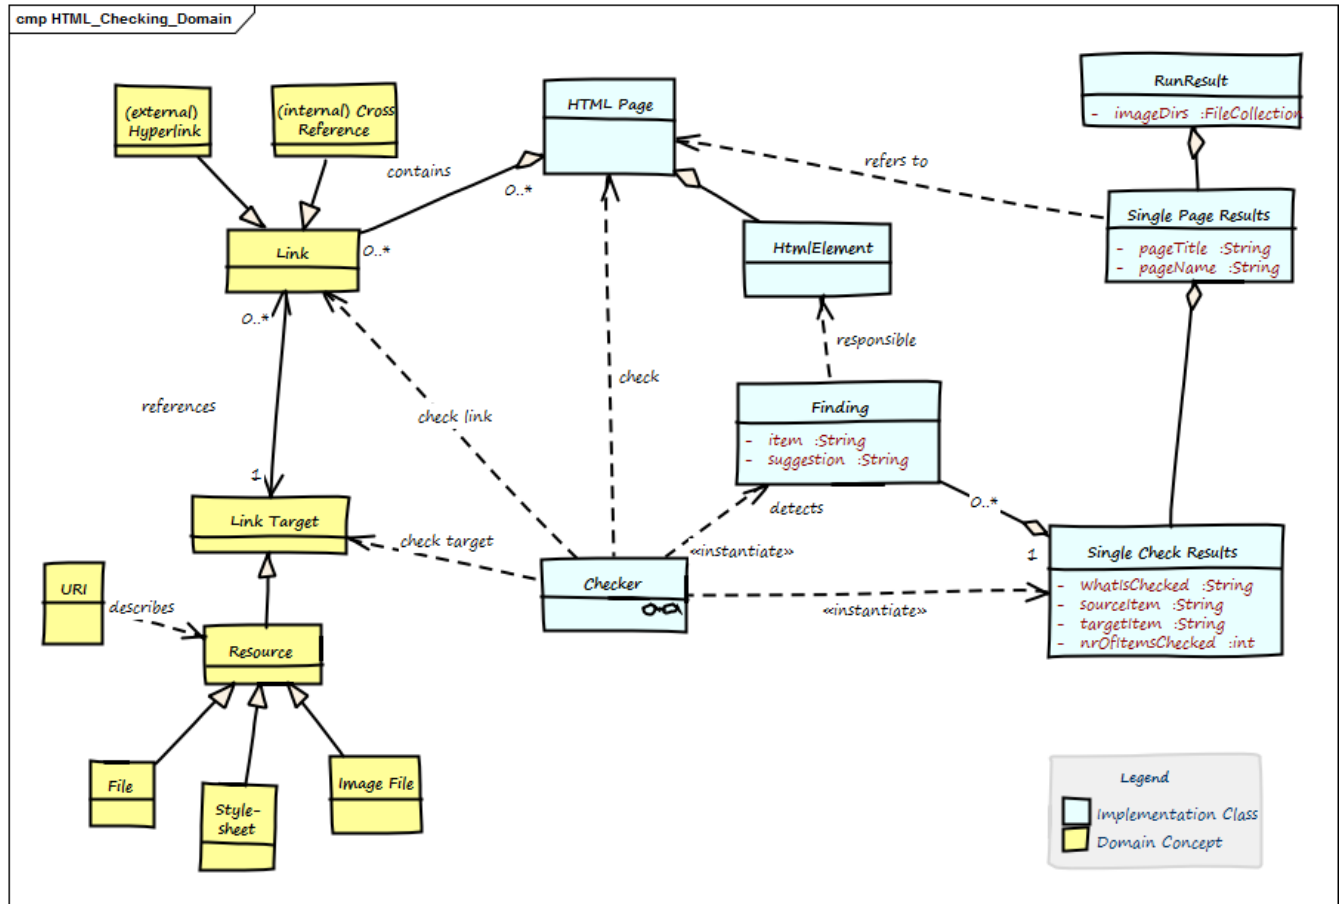 cmp HTML_Checking_Domain
(external)
Hyperlink
(internal) Cross
Reference
HTML Page
RunResult
- imageDirs :FileCollection
contains
0..*
refers to
Single Page Results
- pageTitle :String
- pageName :String
Link
0..*
HtmlElement
0..*
responsible
check
references
check link
Finding
- item :String
- suggestion :String
1
0..*
detects
Link Target
check target
«instantiate»
1
Single Check Results
- whatIsChecked :String
- sourceItem :String
- targetItem :String
- nrOfItemsChecked :int
Checker
«instantiate»
URI
describes
Resource
File
Style-
sheet
Image File
Legend
Implementation Class
Domain Concept